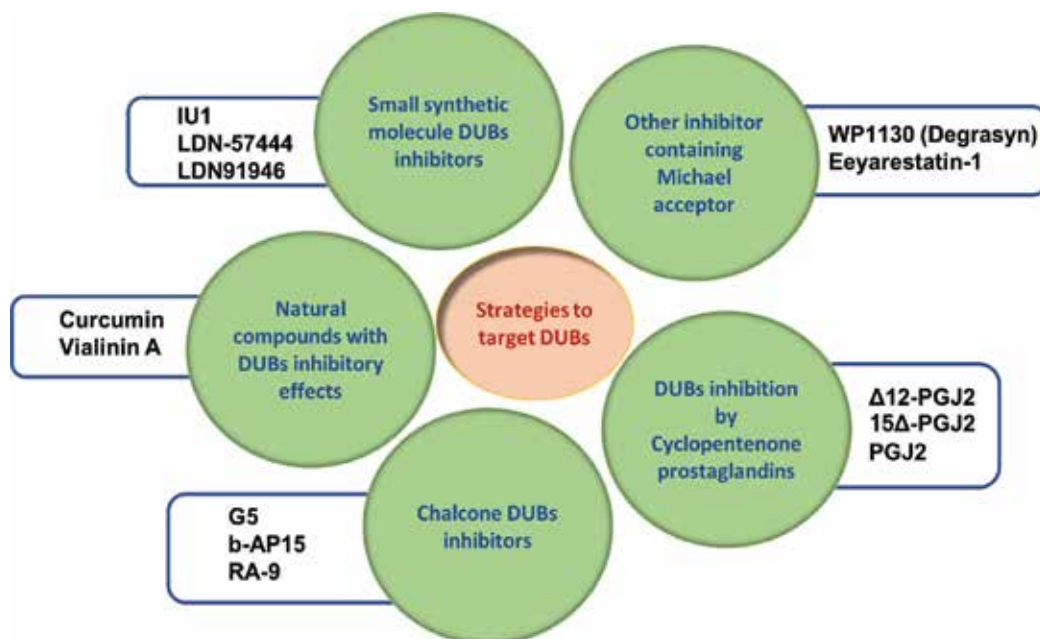 Small synthetic
molecule DUBs
inhibitors
IU1
LDN-57444
LDN91946
Other inhibitor
containing
Michael
acceptor
WP1130 (Degrasyn)
Eeyarestatin-1
Strategies to
target DUBs
Natural
compounds with
DUBs inhibitory
effects
Curcumin
Vialinin A
DUBs inhibition
by
Cyclopentenone
prostaglandins
Δ12-PGJ2
15Δ-PGJ2
PGJ2
Chalcone DUBs
inhibitors
G5
b-AP15
RA-9